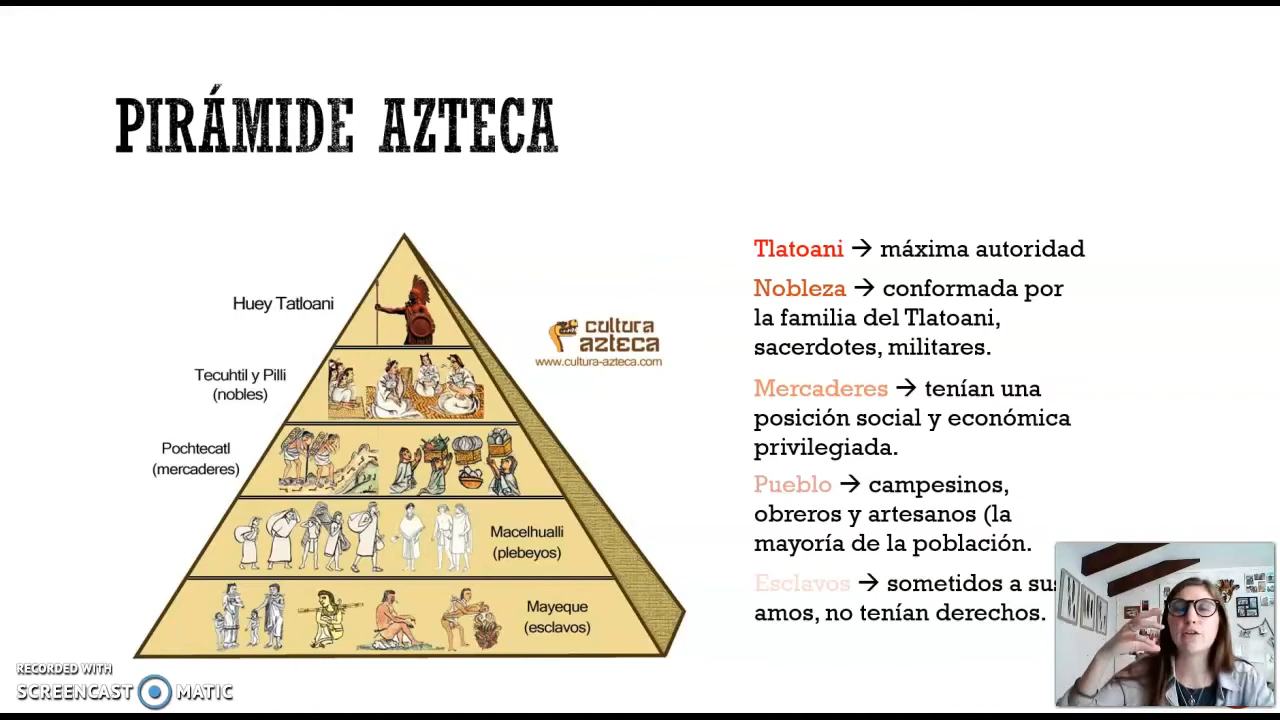 PIRÁMIDE AZTECA
Huey Tatloani
Tecuhtil y Pilli
(nobles)
Pochtecatl
(mercaderes)
Macelhualli
(plebeyos)
Mayeque
(esclavos)
cultura
azteca
www.cultura-azteca.com
Tlatoani → máxima autoridad
Nobleza → conformada por
la familia del Tlatoani,
sacerdotes, militares.
Mercaderes → tenían una
posición social y económica
privilegiada.
Pueblo → campesinos,
obreros y artesanos (la
mayoría de la población.
Esclavos → sometidos a sus
amos, no tenían derechos.
RECORDED WITH
SCREENCAST MATIC